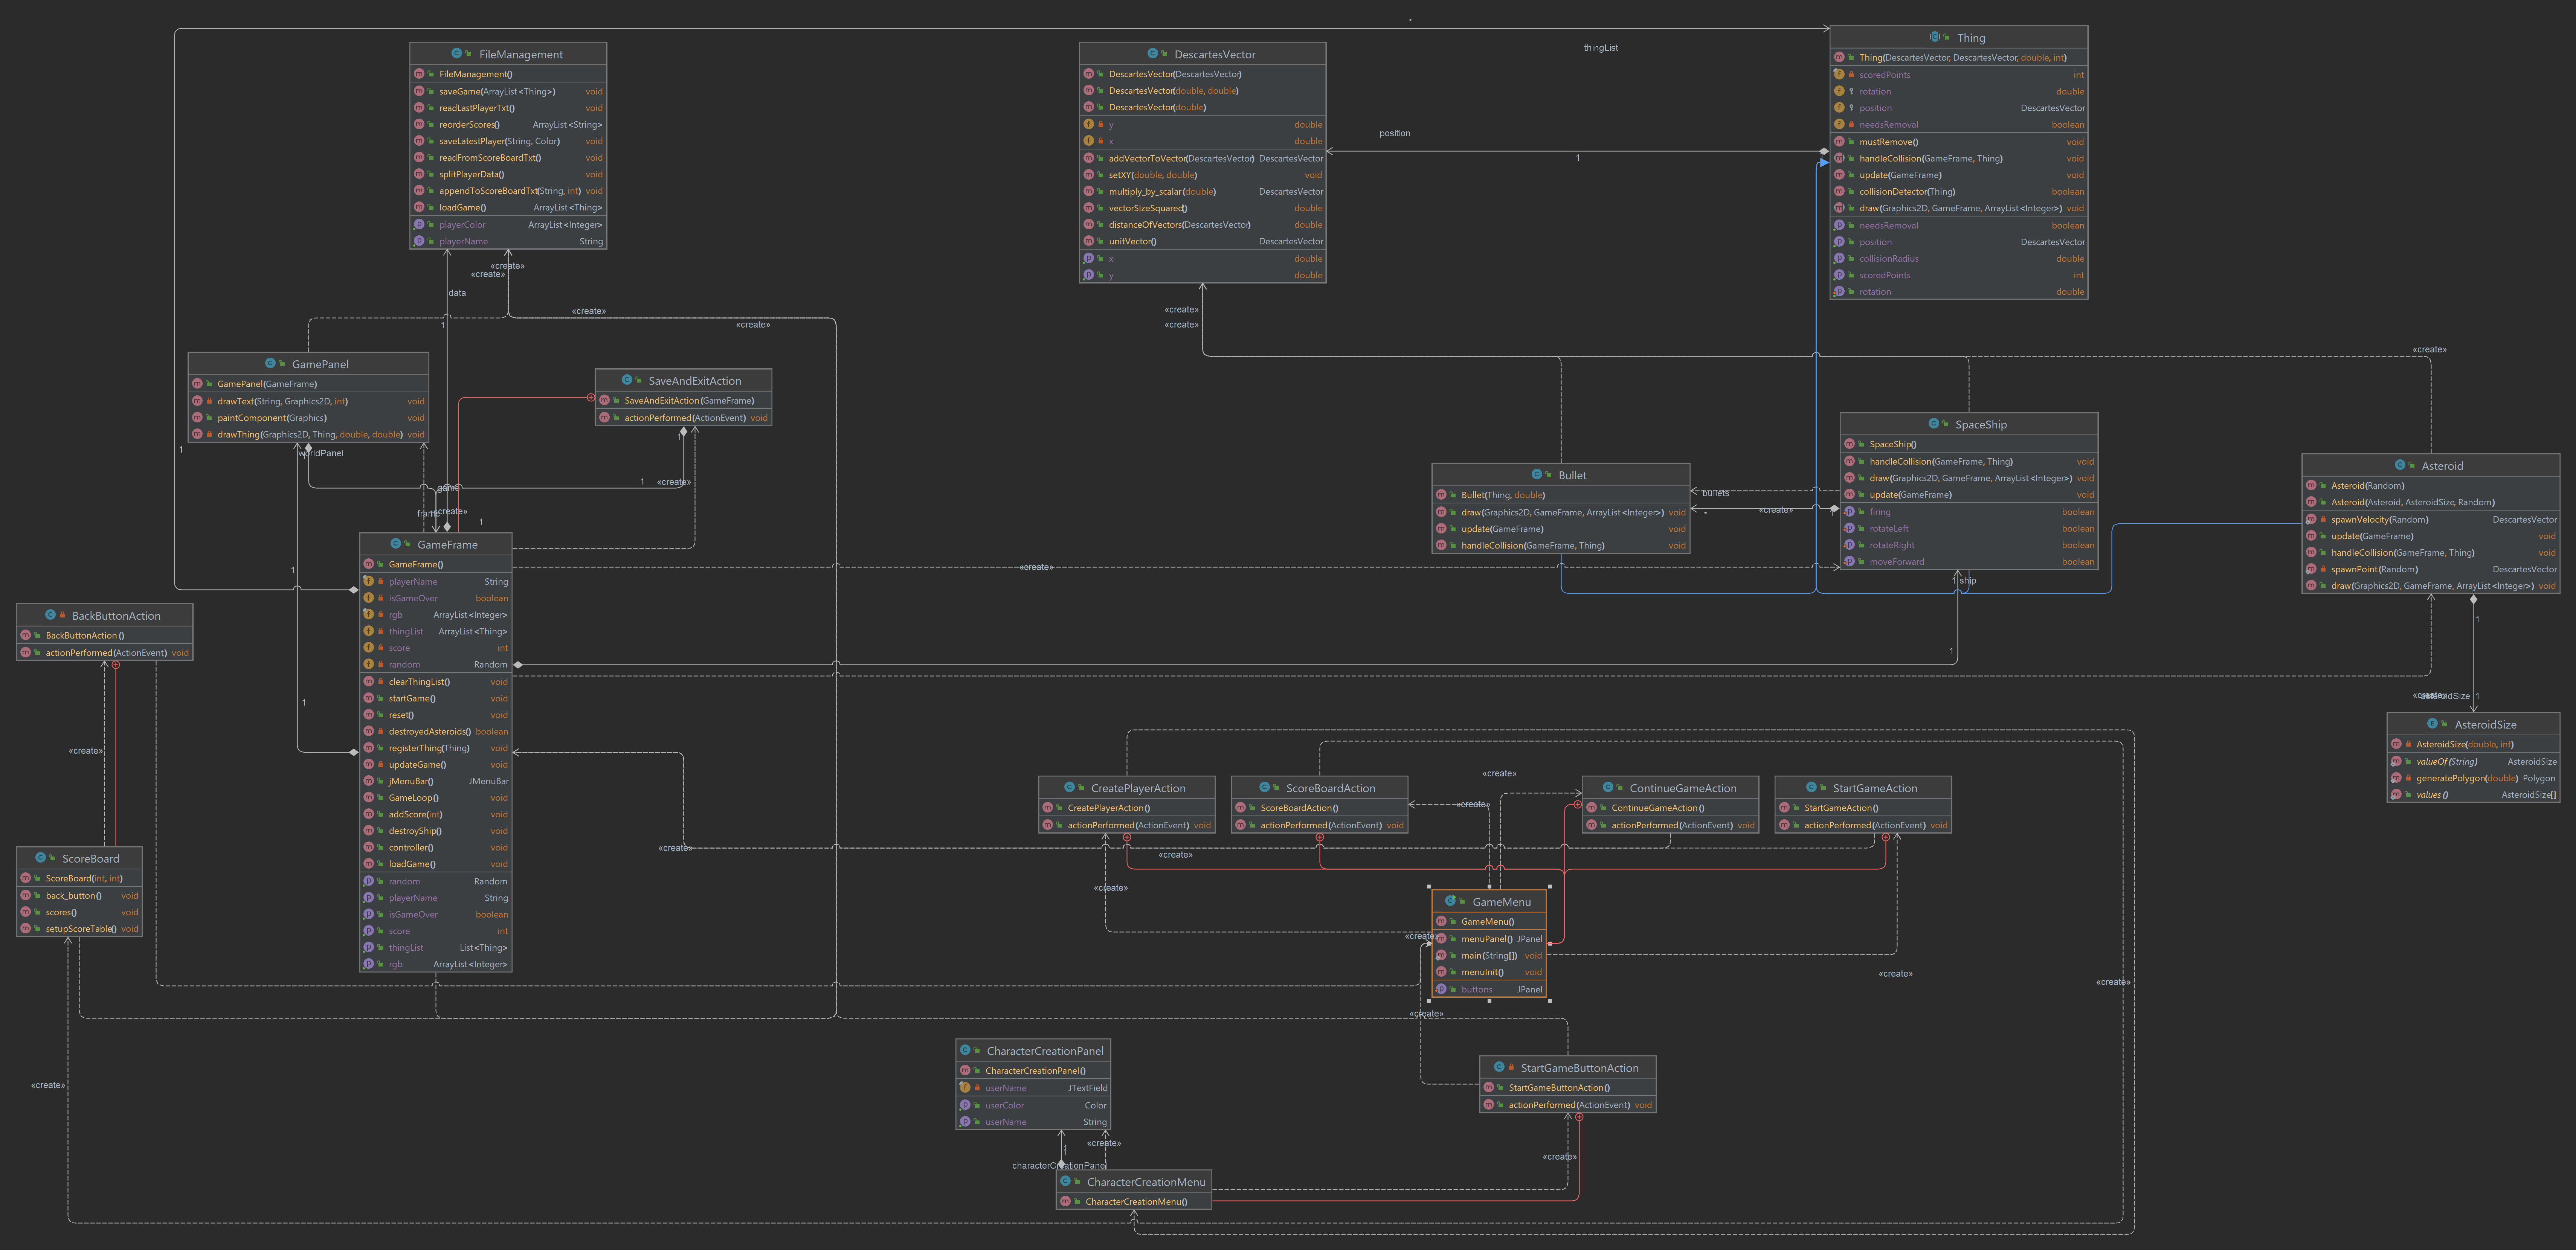 *
thingList
FileManagement
FileManagement()
saveGame(ArrayList<Thing>) void
readLastPlayerTxt() void
reorderScores() ArrayList<String>
saveLatestPlayer(String, Color) void
readFromScoreBoardTxt() void
splitPlayerData() void
appendToScoreBoardTxt(String, int) void
loadGame() ArrayList<Thing>
playerColor ArrayList<Integer>
playerName String
DescartesVector
DescartesVector(DescartesVector)
DescartesVector(double, double)
DescartesVector(double)
y double
x double
addVectorToVector(DescartesVector) DescartesVector
setXY(double, double) void
multiply_by_scalar(double) DescartesVector
vectorSizeSquared() double
distanceOfVectors(DescartesVector) double
unitVector() DescartesVector
x double
y double
position
1
Thing
Thing(DescartesVector, DescartesVector, double, int)
scoredPoints int
rotation double
position DescartesVector
needsRemoval boolean
mustRemove() void
handleCollision(GameFrame, Thing) void
update(GameFrame) void
collisionDetector(Thing) boolean
draw(Graphics2D, GameFrame, ArrayList<Integer>) void
needsRemoval boolean
position DescartesVector
collisionRadius double
scoredPoints int
rotation double
«create»
«create»
data
1
«create»
«create»
«create»
«create»
«create»
GamePanel
GamePanel(GameFrame)
drawText(String, Graphics2D, int) void
paintComponent(Graphics) void
drawThing(Graphics2D, Thing, double, double) void
SaveAndExitAction
SaveAndExitAction(GameFrame)
actionPerformed(ActionEvent) void
1
1
worldPanel
1
game
frame
«create»
1
1
«create»
Bullet
Bullet(Thing, double)
draw(Graphics2D, GameFrame, ArrayList<Integer>) void
update(GameFrame) void
handleCollision(GameFrame, Thing) void
bullets
*
«create»
1
SpaceShip
SpaceShip()
handleCollision(GameFrame, Thing) void
draw(Graphics2D, GameFrame, ArrayList<Integer>) void
update(GameFrame) void
firing boolean
rotateLeft boolean
rotateRight boolean
moveForward boolean
1
ship
1
Asteroid
Asteroid(Random)
Asteroid(Asteroid, AsteroidSize, Random)
spawnVelocity(Random) DescartesVector
update(GameFrame) void
handleCollision(GameFrame, Thing) void
spawnPoint(Random) DescartesVector
draw(Graphics2D, GameFrame, ArrayList<Integer>) void
1
«create»
asteroidSize
1
AsteroidSize
AsteroidSize(double, int)
valueOf(String) AsteroidSize
generatePolygon(double) Polygon
values() AsteroidSize[]
GameFrame
GameFrame()
playerName String
isGameOver boolean
rgb ArrayList<Integer>
thingList ArrayList<Thing>
score int
random Random
clearThingList() void
startGame() void
reset() void
destroyedAsteroids() boolean
registerThing(Thing) void
updateGame() void
jMenuBar() JMenuBar
GameLoop() void
addScore(int) void
destroyShip() void
controller() void
loadGame() void
random Random
playerName String
isGameOver boolean
score int
thingList List<Thing>
rgb ArrayList<Integer>
«create»
1
1
BackButtonAction
BackButtonAction()
actionPerformed(ActionEvent) void
«create»
ScoreBoard
ScoreBoard(int, int)
back_button() void
scores() void
setupScoreTable() void
«create»
«create»
CreatePlayerAction
CreatePlayerAction()
actionPerformed(ActionEvent) void
ScoreBoardAction
ScoreBoardAction()
actionPerformed(ActionEvent) void
«create»
«create»
ContinueGameAction
ContinueGameAction()
actionPerformed(ActionEvent) void
StartGameAction
StartGameAction()
actionPerformed(ActionEvent) void
«create»
«create»
GameMenu
GameMenu()
menuPanel() JPanel
main(String[]) void
menuInit() void
buttons JPanel
«create»
«create»
«create»
«create»
CharacterCreationPanel
CharacterCreationPanel()
userName JTextField
userColor Color
userName String
StartGameButtonAction
StartGameButtonAction()
actionPerformed(ActionEvent) void
«create»
1
1
«create»
characterCreationPanel
CharacterCreationMenu
CharacterCreationMenu()